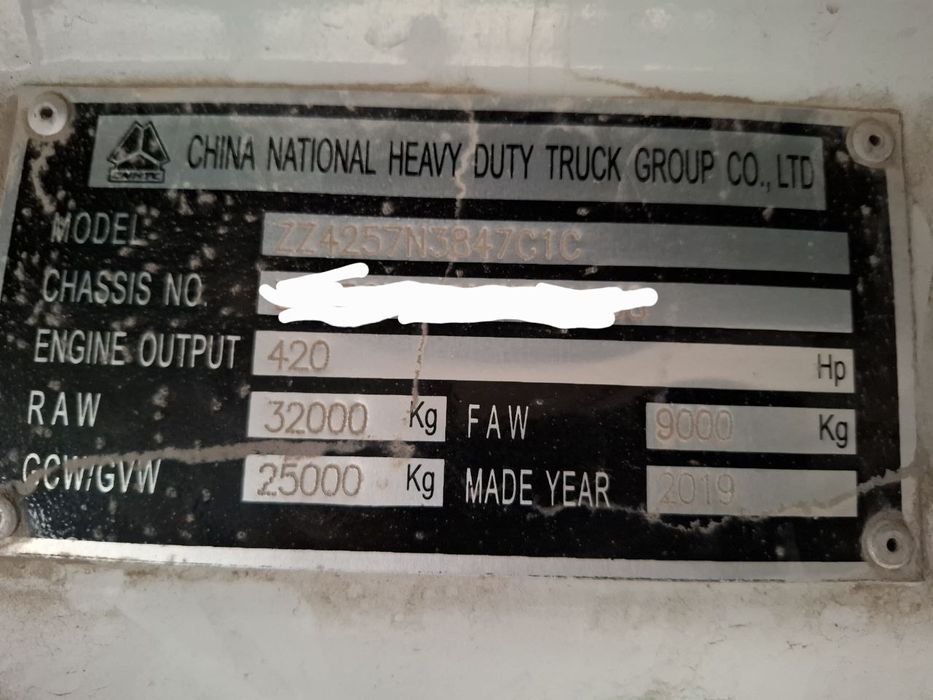 CNHTC
CHINA NATIONAL HEAVY DUTY TRUCK GROUP CO., LTD
MODEL ZZ4257N3847C1C
CHASSIS NO.
ENGINE OUTPUT 420 Hp
RAW 32000 Kg FAW 9000 Kg
GCW/GVW 25000 Kg MADE YEAR 2019